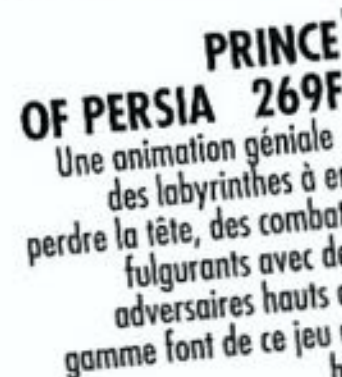 PRINCE
OF PERSIA 269F
Une animation géniale
des labyrinthes à
perdre la tête, des
fulgurants avec
adversaires hauts
gamme font de ce jeu